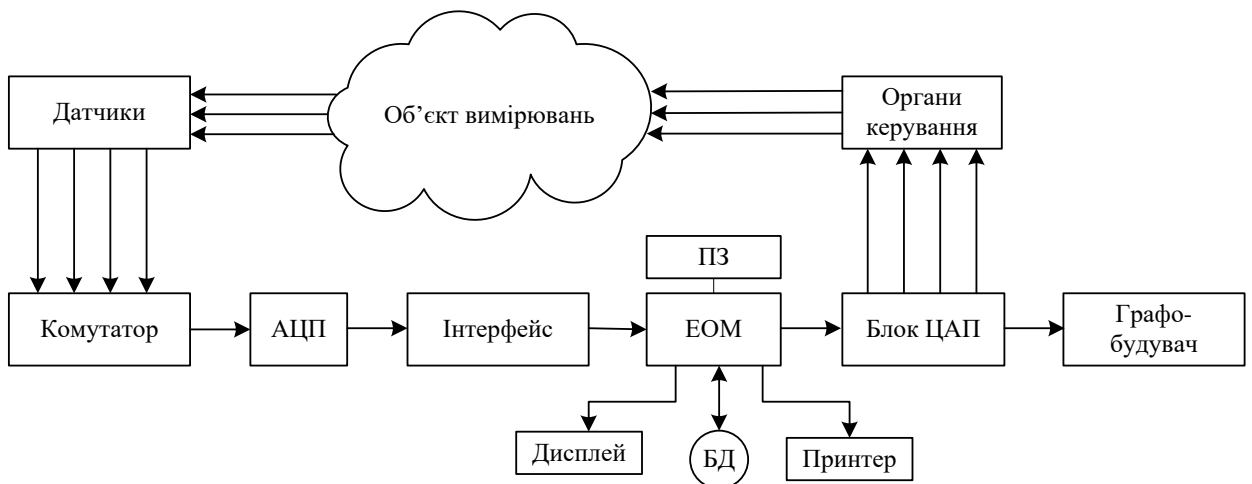 Датчики
Об’єкт вимірювань
Органи
керування
ПЗ
Комутатор
АЦП
Інтерфейс
ЕОМ
Блок ЦАП
Графо-
будувач
Дисплей
БД
Принтер